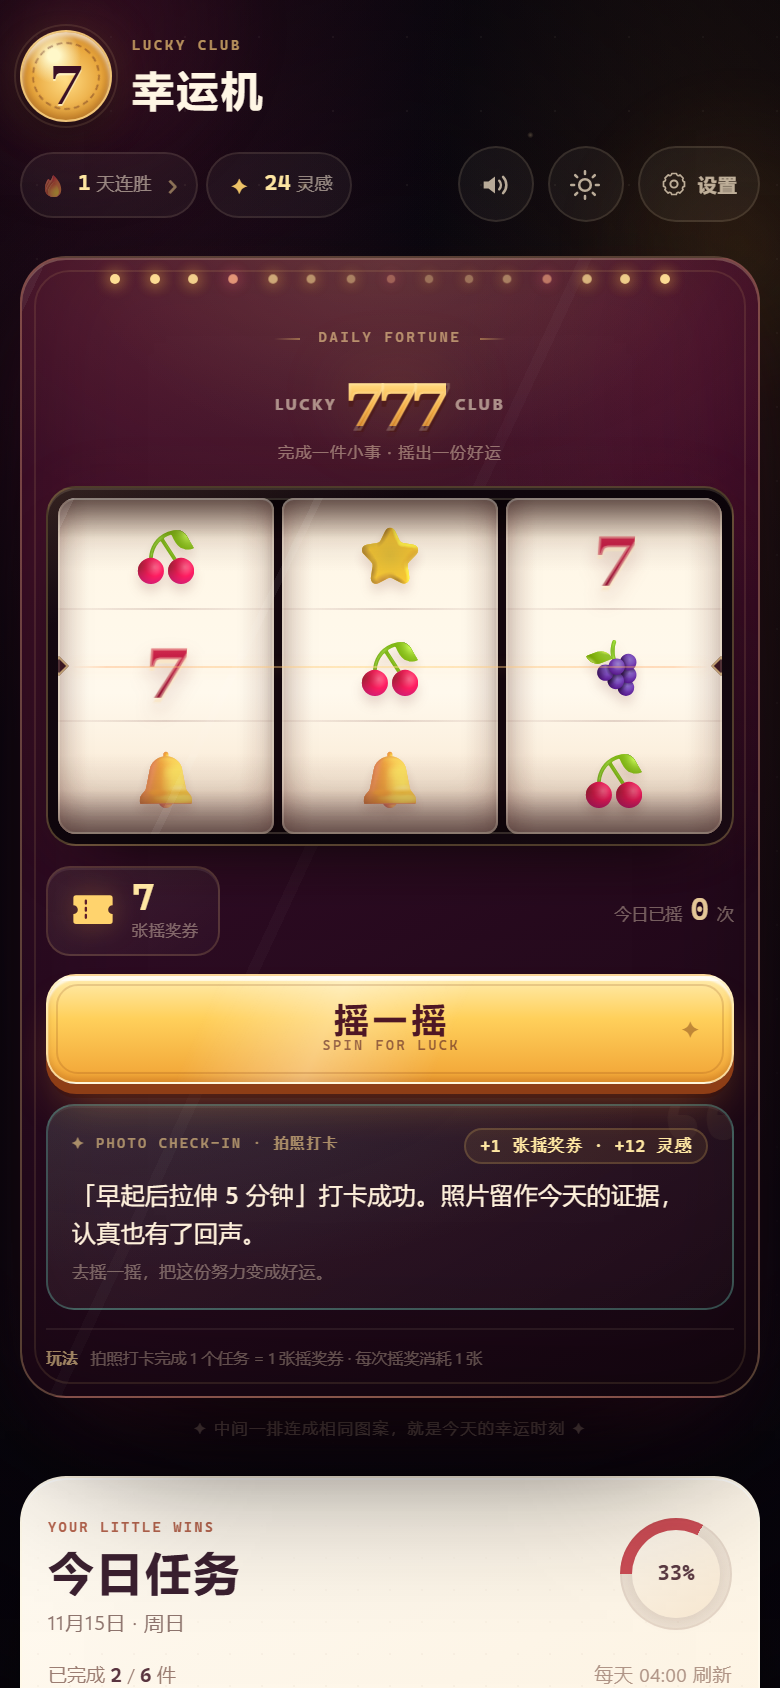 LUCKY CLUB
7
幸运机
1 天连胜
24 灵感
设置
DAILY FORTUNE
LUCKY 777 CLUB
完成一件小事 · 摇出一份好运
7
7
7
张摇奖券
今日已摇 0 次
摇一摇
SPIN FOR LUCK
PHOTO CHECK-IN · 拍照打卡
+1 张摇奖券 · +12 灵感
「早起后拉伸 5 分钟」打卡成功。照片留作今天的证据，
认真也有了回声。
去摇一摇，把这份努力变成好运。
玩法 拍照打卡完成 1 个任务 = 1 张摇奖券 · 每次摇奖消耗 1 张
中间一排连成相同图案，就是今天的幸运时刻
YOUR LITTLE WINS
今日任务
33%
11月15日 · 周日
已完成 2 / 6 件
每天 04:00 刷新